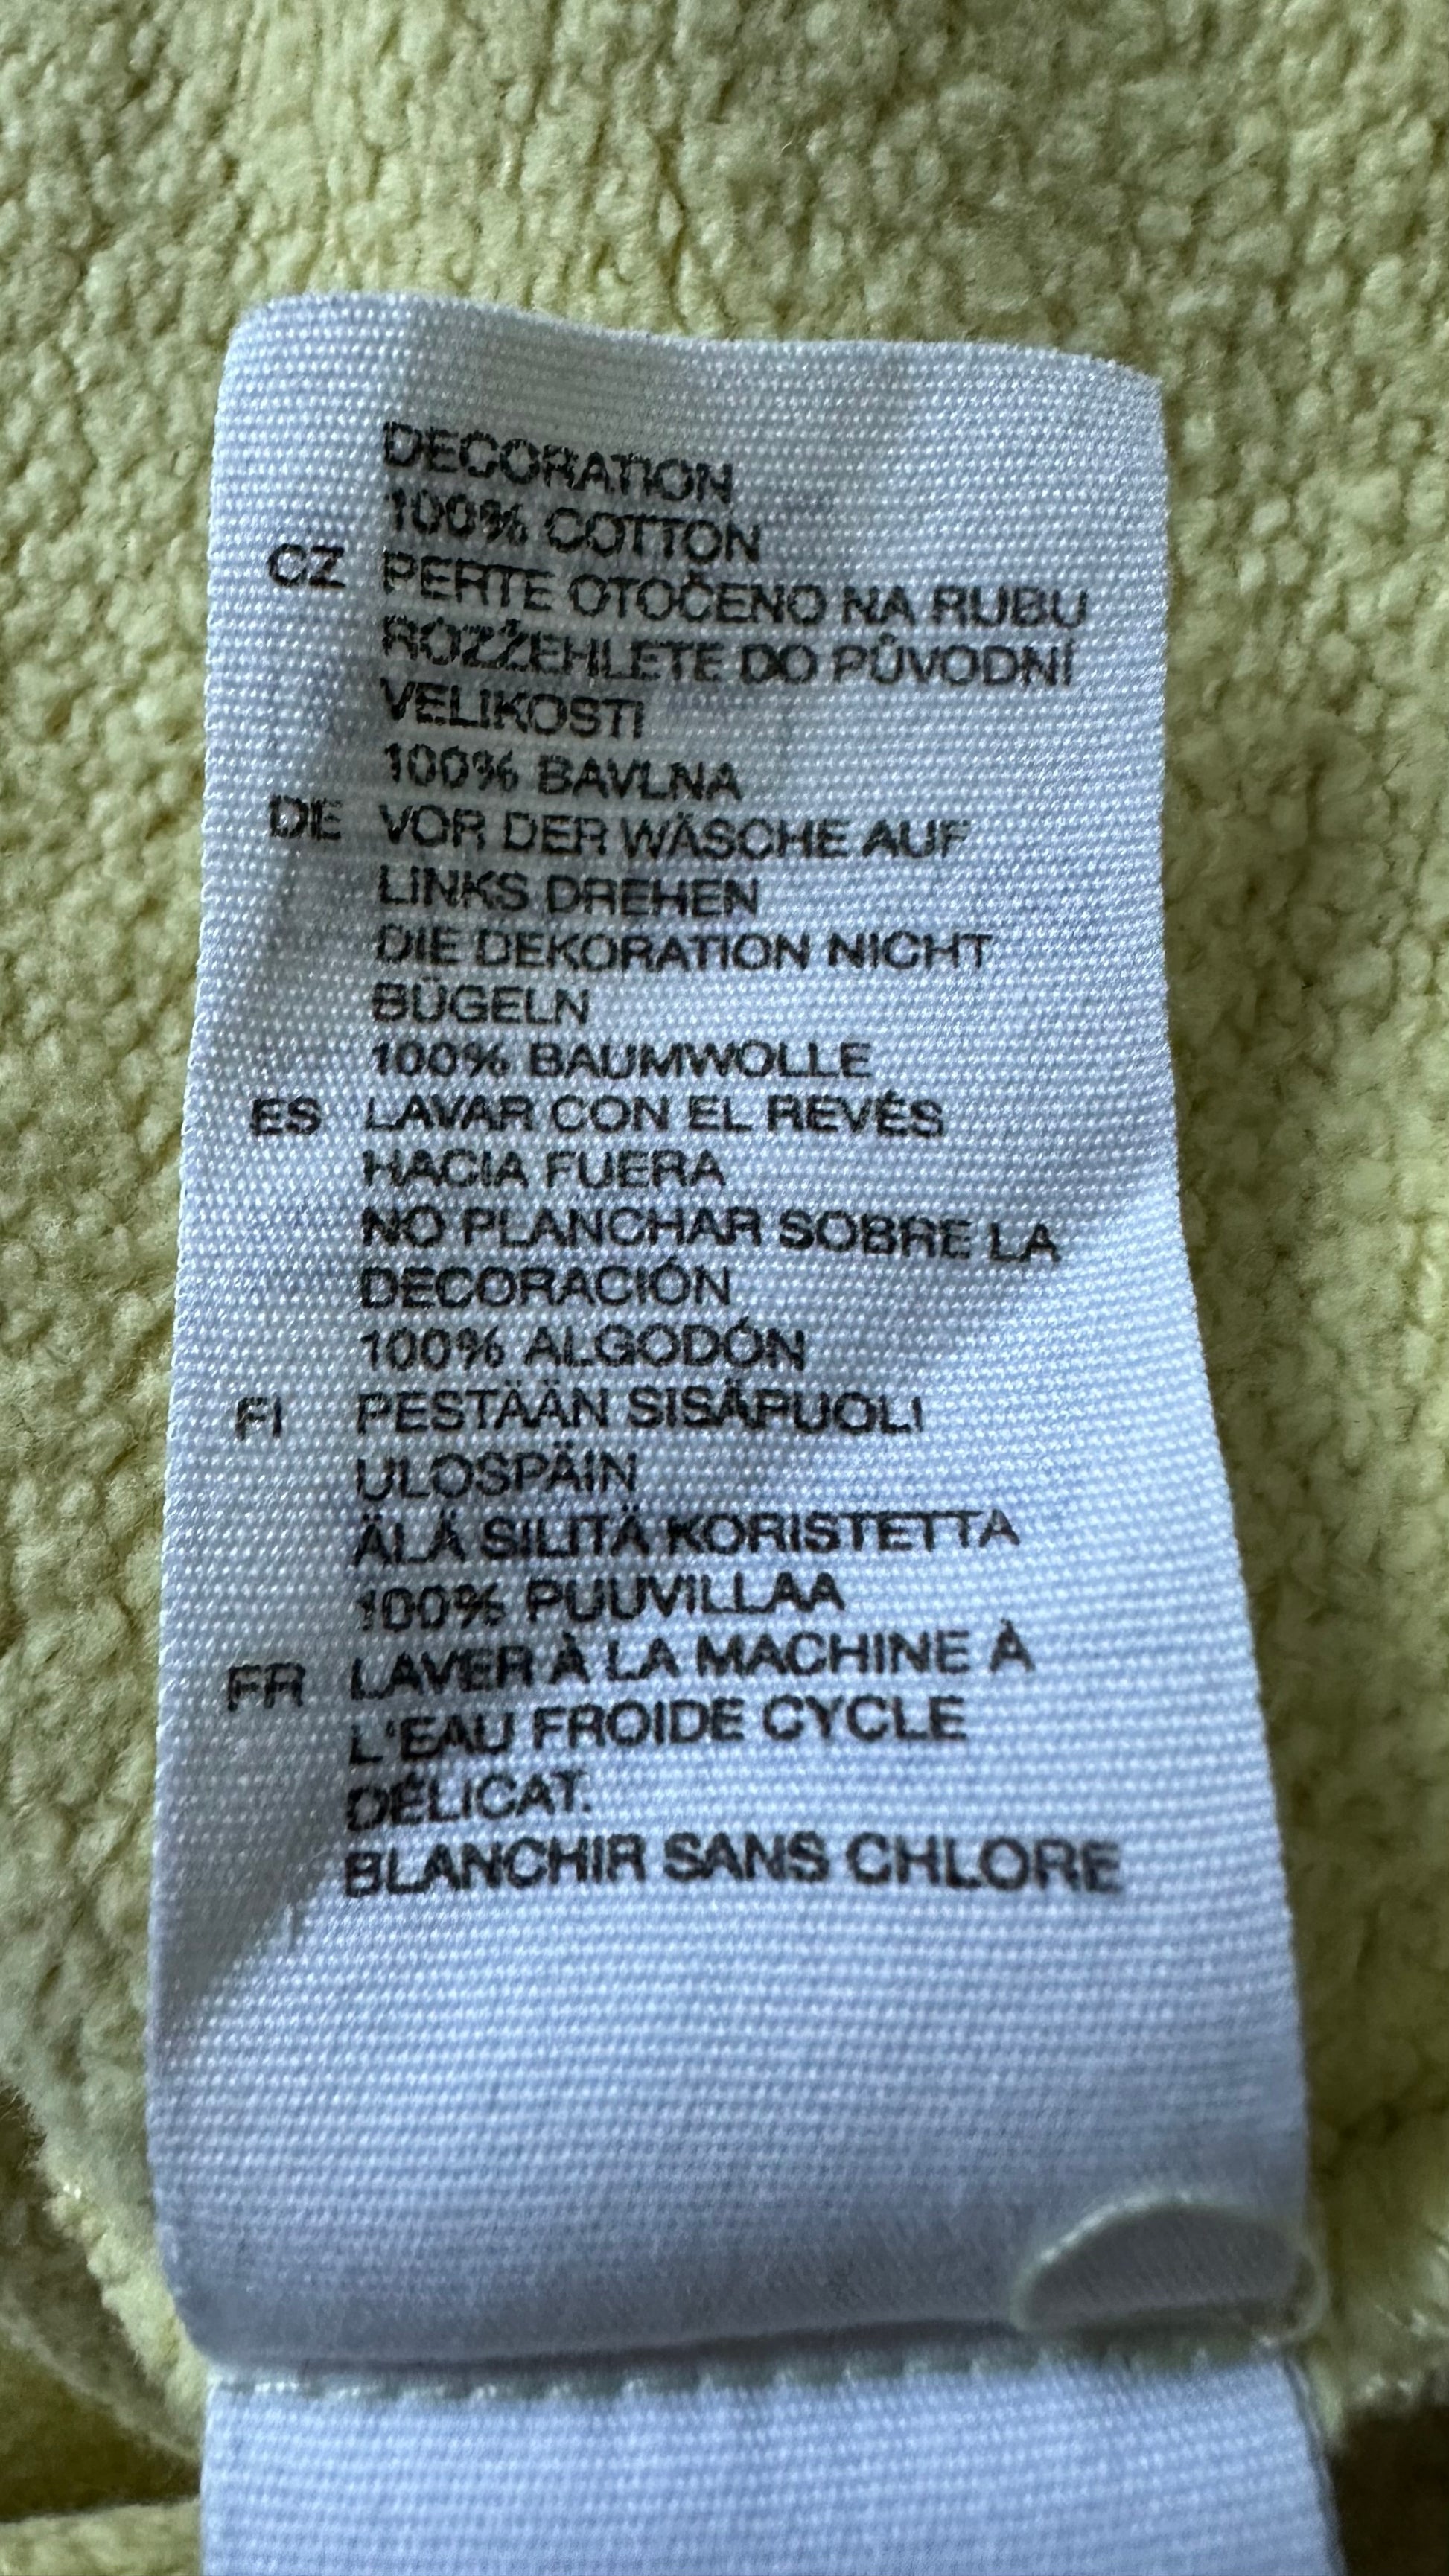 DECORATION
100% COTTON
CZ PERTE OTOČENO NA RUBU
ROZŽEHLETE DO PŮVODNÍ
VELIKOSTI
100% BAVLNA
DE VOR DER WÄSCHE AUF
LINKS DREHEN
DIE DEKORATION NICHT
BÜGELN
100% BAUMWOLLE
ES LAVAR CON EL REVÉS
HACIA FUERA
NO PLANCHAR SOBRE LA
DECORACIÓN
100% ALGODÓN
FI PESTÄÄN SISÄPUOLI
ULOSPÄIN
ÄLÄ SILITÄ KORISTETTA
100% PUUVILLAA
FR LAVER À LA MACHINE À
L'EAU FROIDE CYCLE
DÉLICAT.
BLANCHIR SANS CHLORE